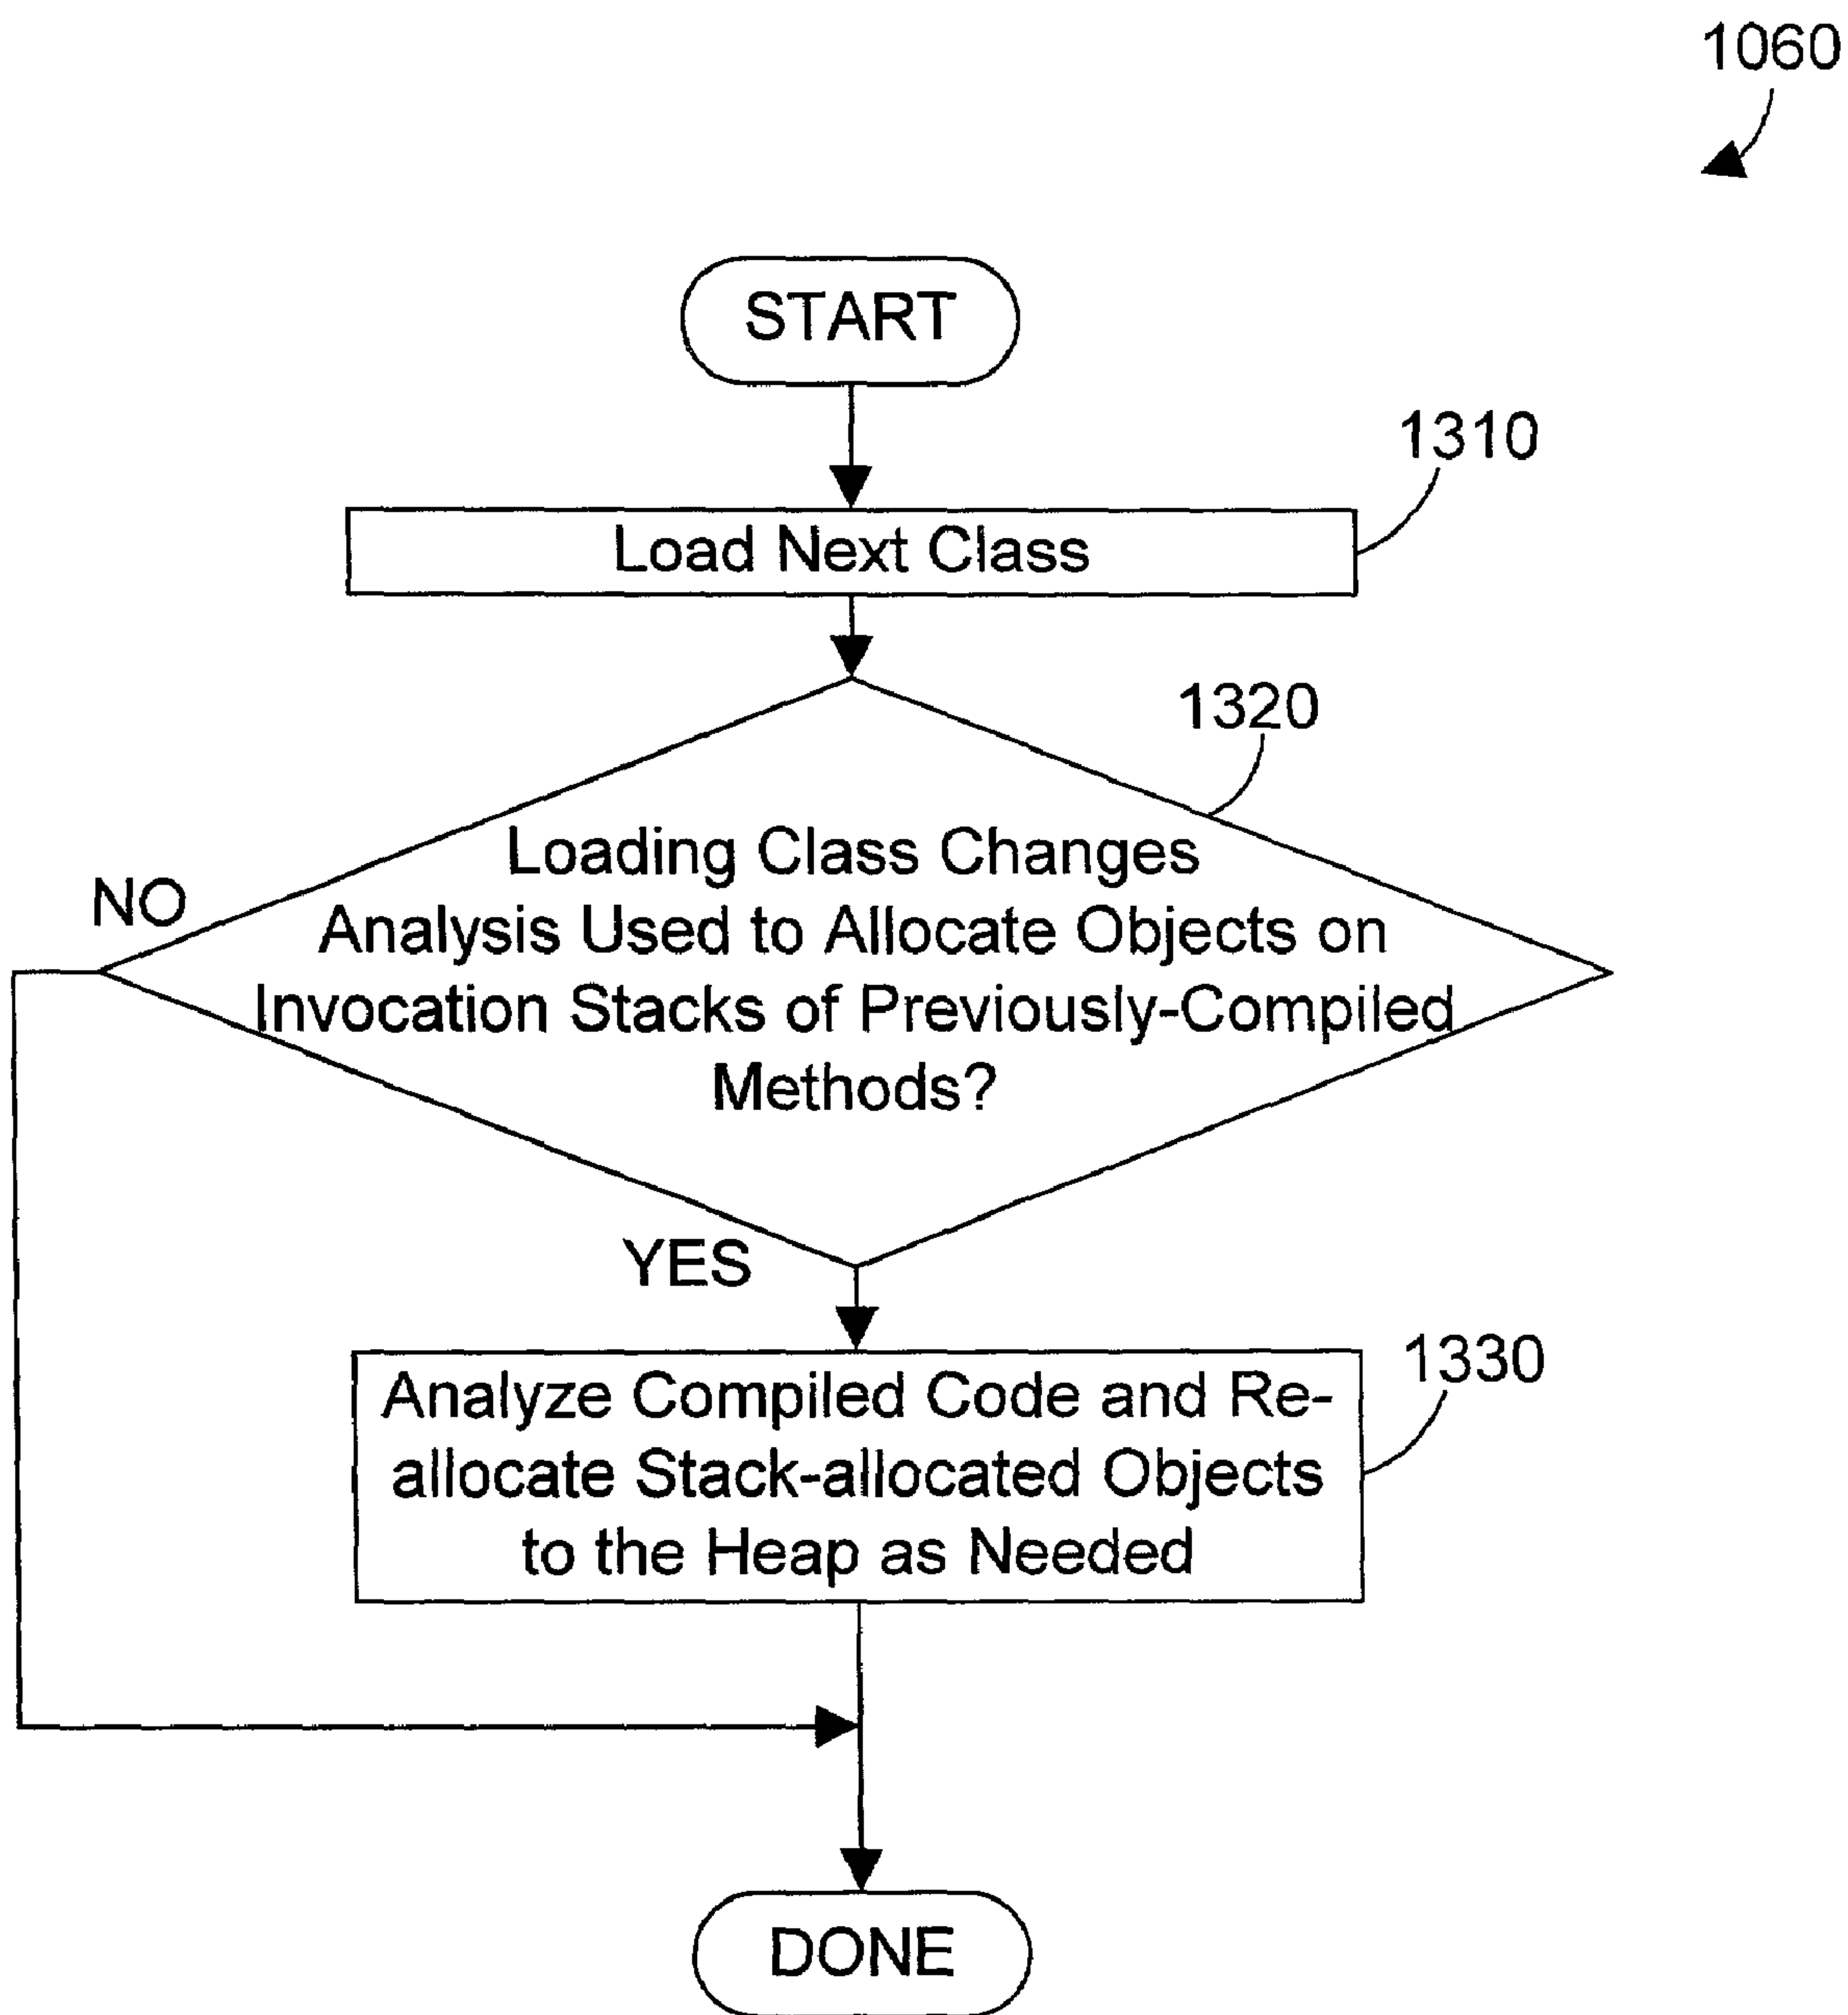 1060
START
1310
Load Next Class
1320
Loading Class Changes
NO
Analysis Used to Allocate Objects on
Invocation Stacks of Previously-Compiled
Methods?
YES
1330
Analyze Compiled Code and Re-
allocate Stack-allocated Objects
to the Heap as Needed
DONE